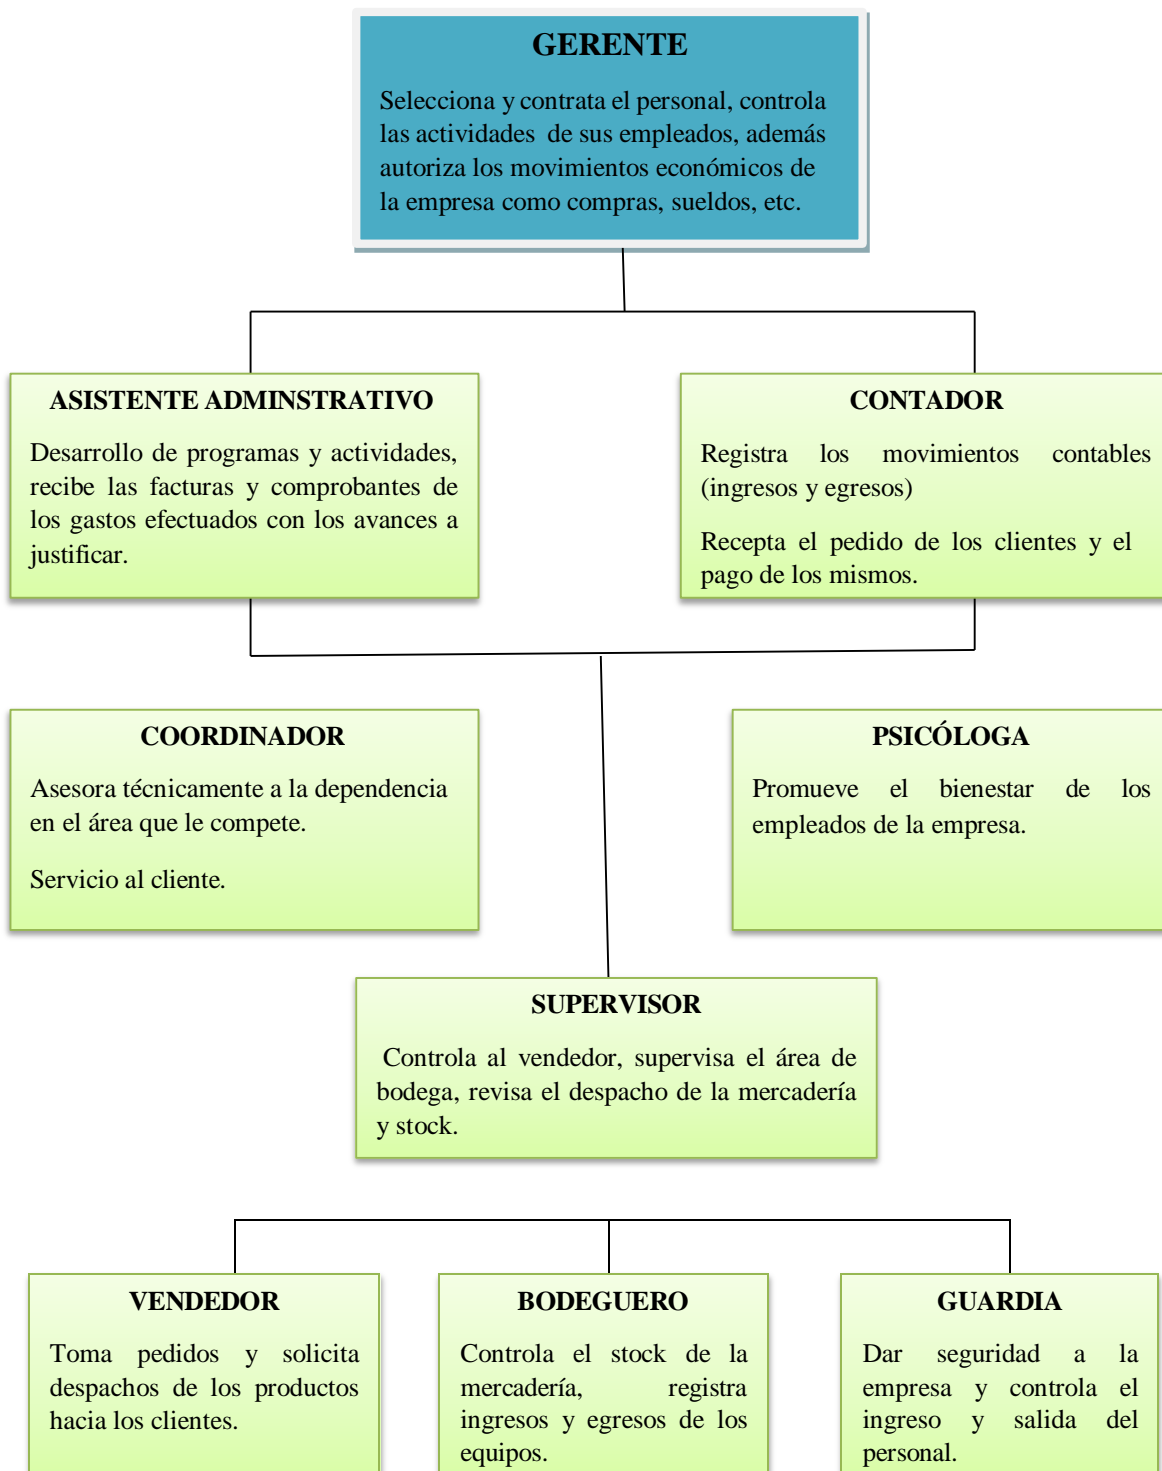 GERENTE
Selecciona y contrata el personal, controla
las actividades de sus empleados, además
autoriza los movimientos económicos de
la empresa como compras, sueldos, etc.
ASISTENTE ADMINSTRATIVO
Desarrollo de programas y actividades,
recibe las facturas y comprobantes de
los gastos efectuados con los avances a
justificar.
CONTADOR
Registra los movimientos contables
(ingresos y egresos)
Recepta el pedido de los clientes y el
pago de los mismos.
COORDINADOR
Asesora técnicamente a la dependencia
en el área que le compete.
Servicio al cliente.
PSICÓLOGA
Promueve el bienestar de los
empleados de la empresa.
SUPERVISOR
Controla al vendedor, supervisa el área de
bodega, revisa el despacho de la mercadería
y stock.
VENDEDOR
Toma pedidos y solicita
despachos de los productos
hacia los clientes.
BODEGUERO
Controla el stock de la
mercadería, registra
ingresos y egresos de los
equipos.
GUARDIA
Dar seguridad a la
empresa y controla el
ingreso y salida del
personal.